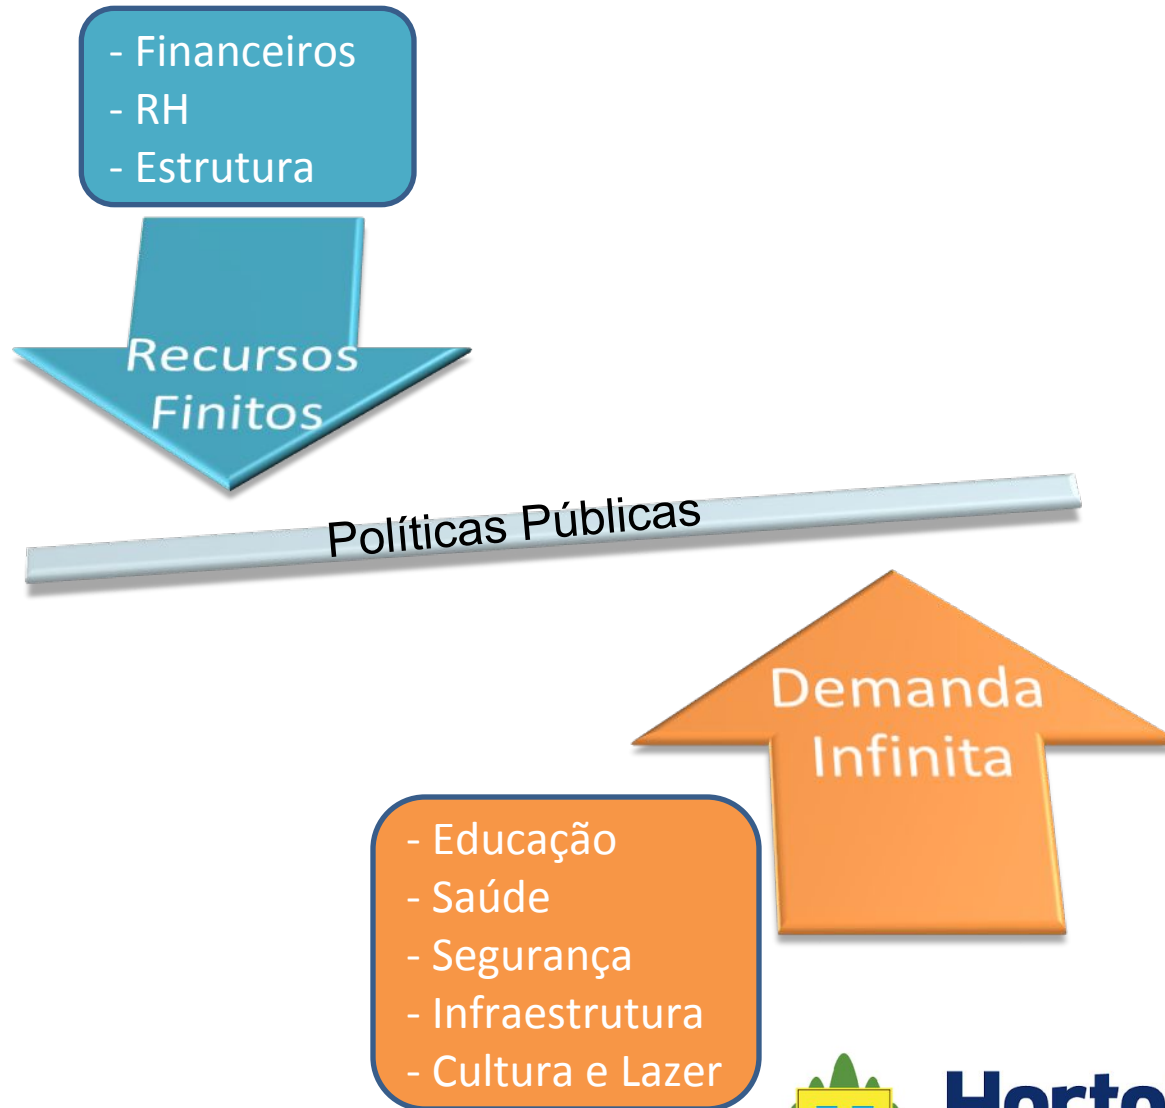 - Financeiros
- RH
- Estrutura
Recursos
Finitos
Políticas Públicas
Demanda
Infinita
- Educação
- Saúde
- Segurança
- Infraestrutura
- Cultura e Lazer